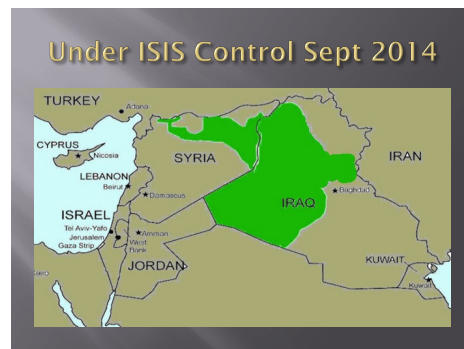 Under ISIS Control Sept 2014
TURKEY
Adana
CYPRUS
Nicosia
SYRIA
IRAN
LEBANON
Beirut
Damascus
Baghdad
IRAQ
ISRAEL
Tel Aviv-Yafo
Amman
Jerusalem
West
Gaza Strip
Bank
JORDAN
KUWAIT
Kuwait